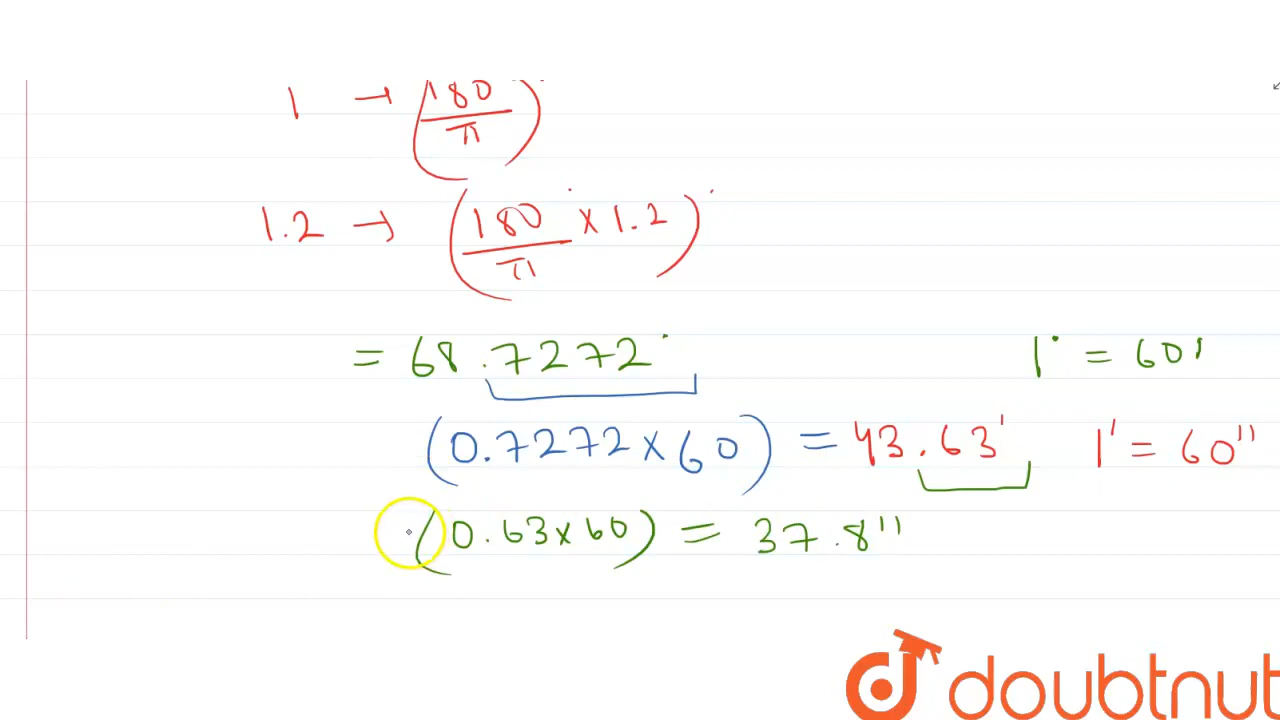 1 → (180/π)°
1.2 → (180°/π × 1.2)°
= 68.7272° 1° = 60'
(0.7272 × 60) = 43.63' 1' = 60''
(0.63 × 60) = 37.8''
doubtnut